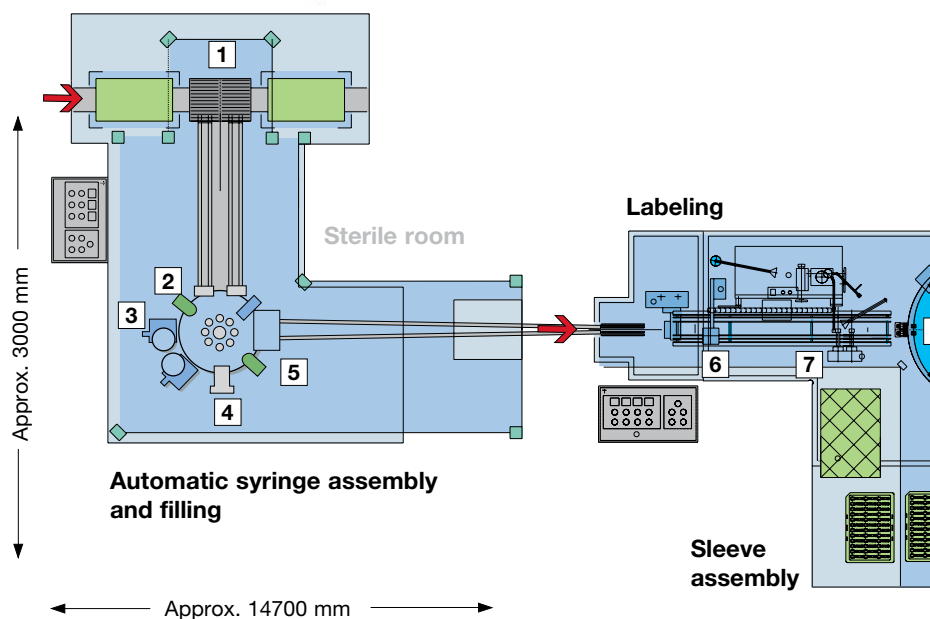 1
Labeling
Sterile room
2
3
Approx. 3000 mm
5
6
7
4
Automatic syringe assembly
and filling
Sleeve
assembly
Approx. 14700 mm